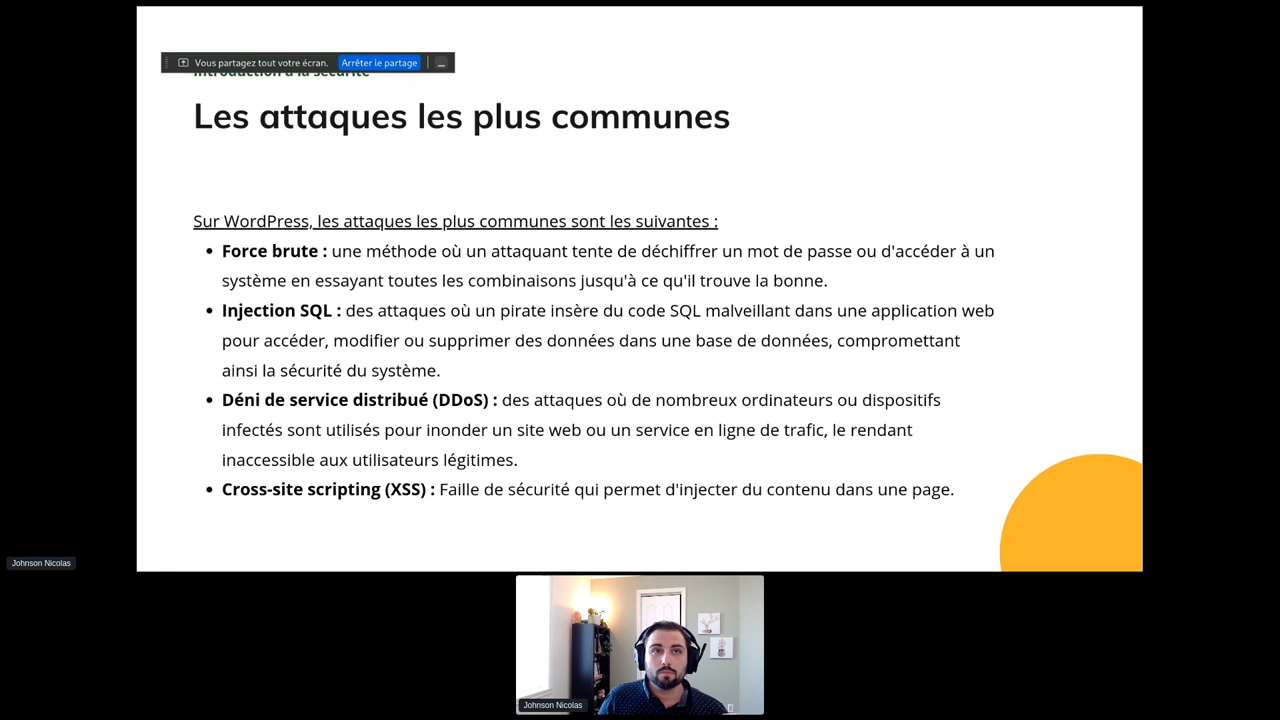 Vous partagez tout votre écran. Arrêter le partage
Introduction à la sécurité
Les attaques les plus communes
Sur WordPress, les attaques les plus communes sont les suivantes :
• Force brute : une méthode où un attaquant tente de déchiffrer un mot de passe ou d'accéder à un
système en essayant toutes les combinaisons jusqu'à ce qu'il trouve la bonne.
• Injection SQL : des attaques où un pirate insère du code SQL malveillant dans une application web
pour accéder, modifier ou supprimer des données dans une base de données, compromettant
ainsi la sécurité du système.
• Déni de service distribué (DDoS) : des attaques où de nombreux ordinateurs ou dispositifs
infectés sont utilisés pour inonder un site web ou un service en ligne de trafic, le rendant
inaccessible aux utilisateurs légitimes.
• Cross-site scripting (XSS) : Faille de sécurité qui permet d'injecter du contenu dans une page.
Johnson Nicolas
Johnson Nicolas